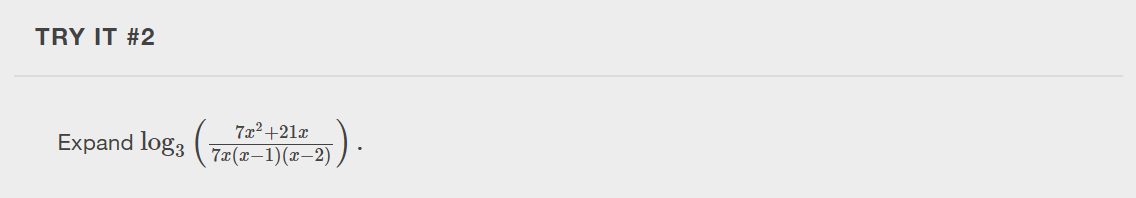 TRY IT #2
Expand log₃ (7x²+21x / 7x(x−1)(x−2)).